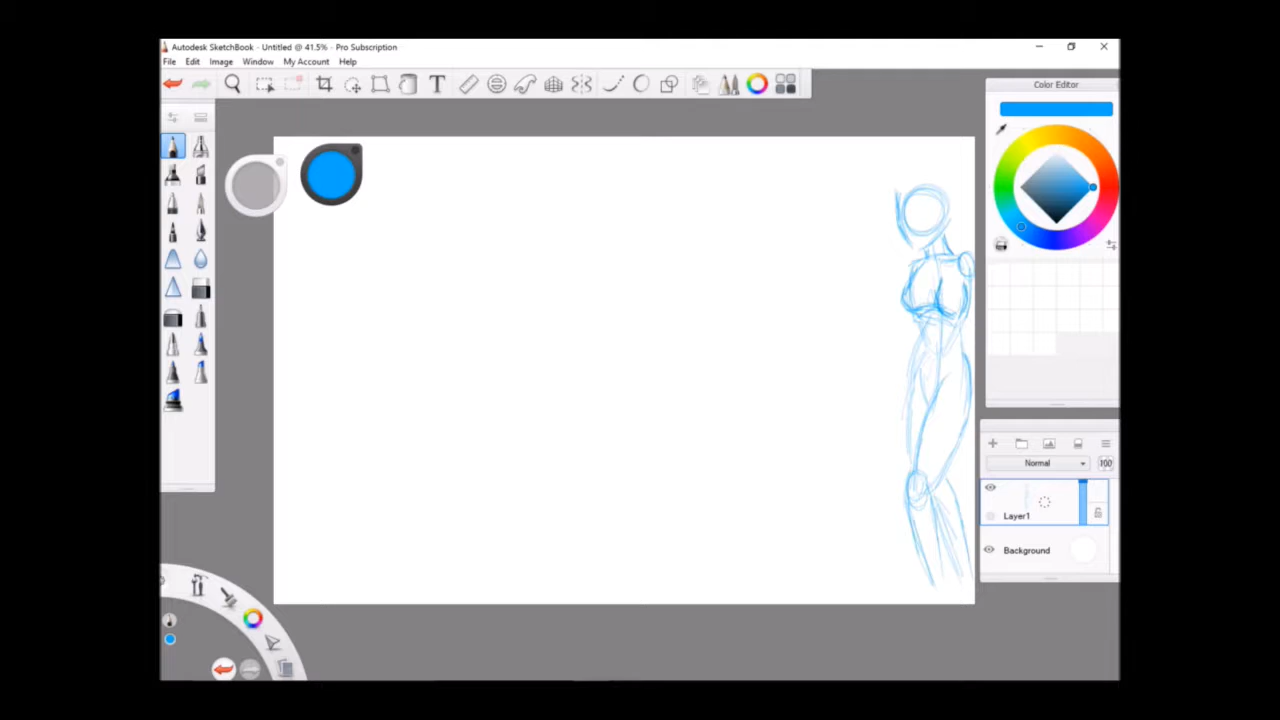 Autodesk SketchBook - Untitled @ 41.5% - Pro Subscription
File Edit Image Window My Account Help
T
Color Editor
Normal 100
Layer1
Background